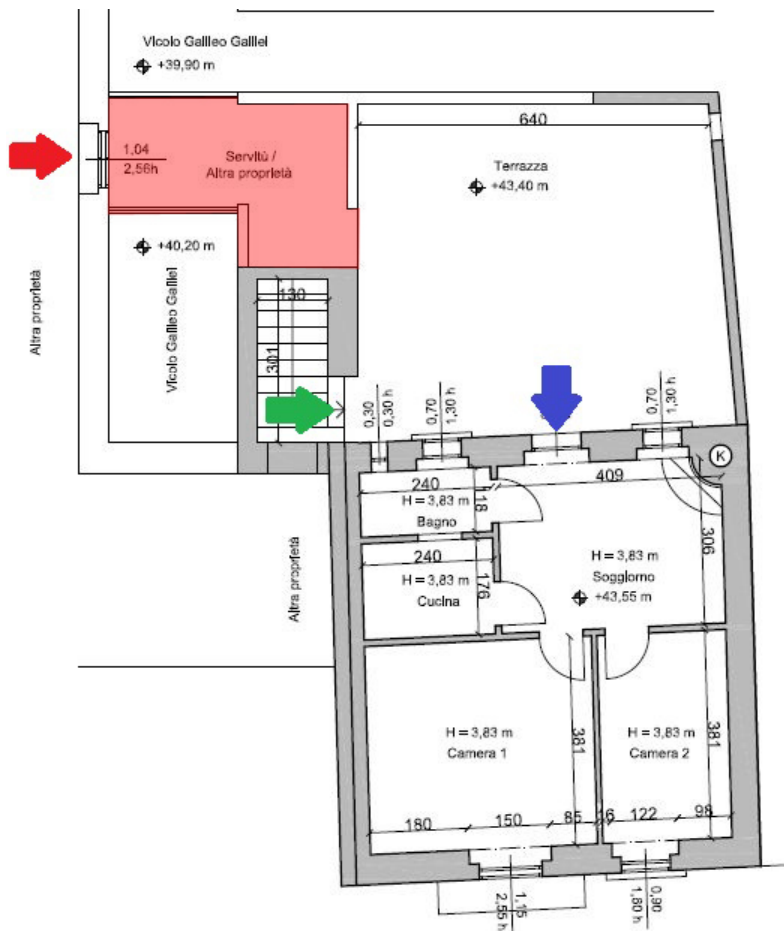 Vicolo Galileo Galilei
+39,90 m
1,04
2,56h
Servitù /
Altra proprietà
640
Terrazza
+43,40 m
+40,20 m
Altra proprietà
Vicolo Galileo Galilei
130
301
0,30
0,30 h
0,70
1,30 h
0,70
1,30 h
K
240
409
18
H = 3,83 m
Bagno
306
240
H = 3,83 m
Soggiorno
+43,55 m
H = 3,83 m
Cucina
176
Altra proprietà
H = 3,83 m
Camera 1
381
H = 3,83 m
Camera 2
381
180
150
85
16
122
98
1,15
2,55 h
0,90
1,80 h